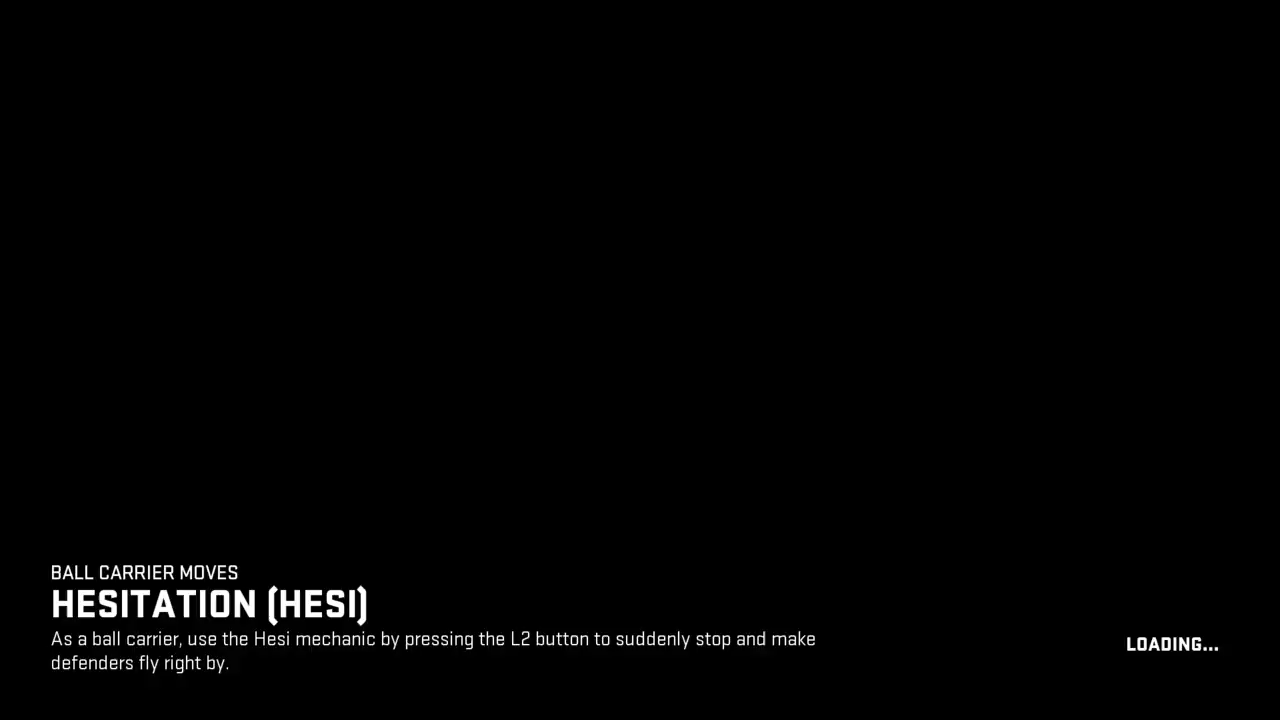 BALL CARRIER MOVES
HESITATION (HESI)
As a ball carrier, use the Hesi mechanic by pressing the L2 button to suddenly stop and make
defenders fly right by.
LOADING...